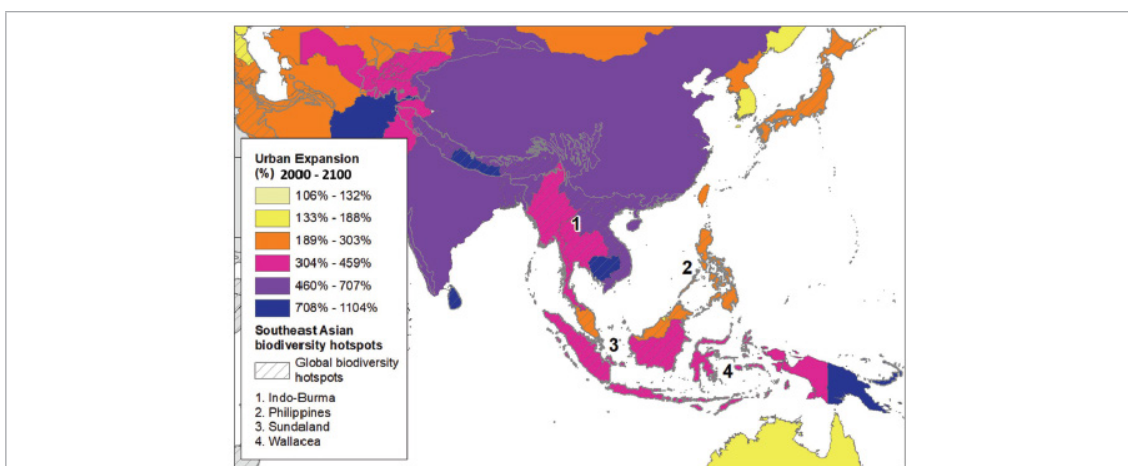 Urban Expansion
(%) 2000 - 2100
106% - 132%
133% - 188%
189% - 303%
304% - 459%
460% - 707%
708% - 1104%
Southeast Asian
biodiversity hotspots
Global biodiversity
hotspots
1. Indo-Burma
2. Philippines
3. Sundaland
4. Wallacea
1
2
3
4